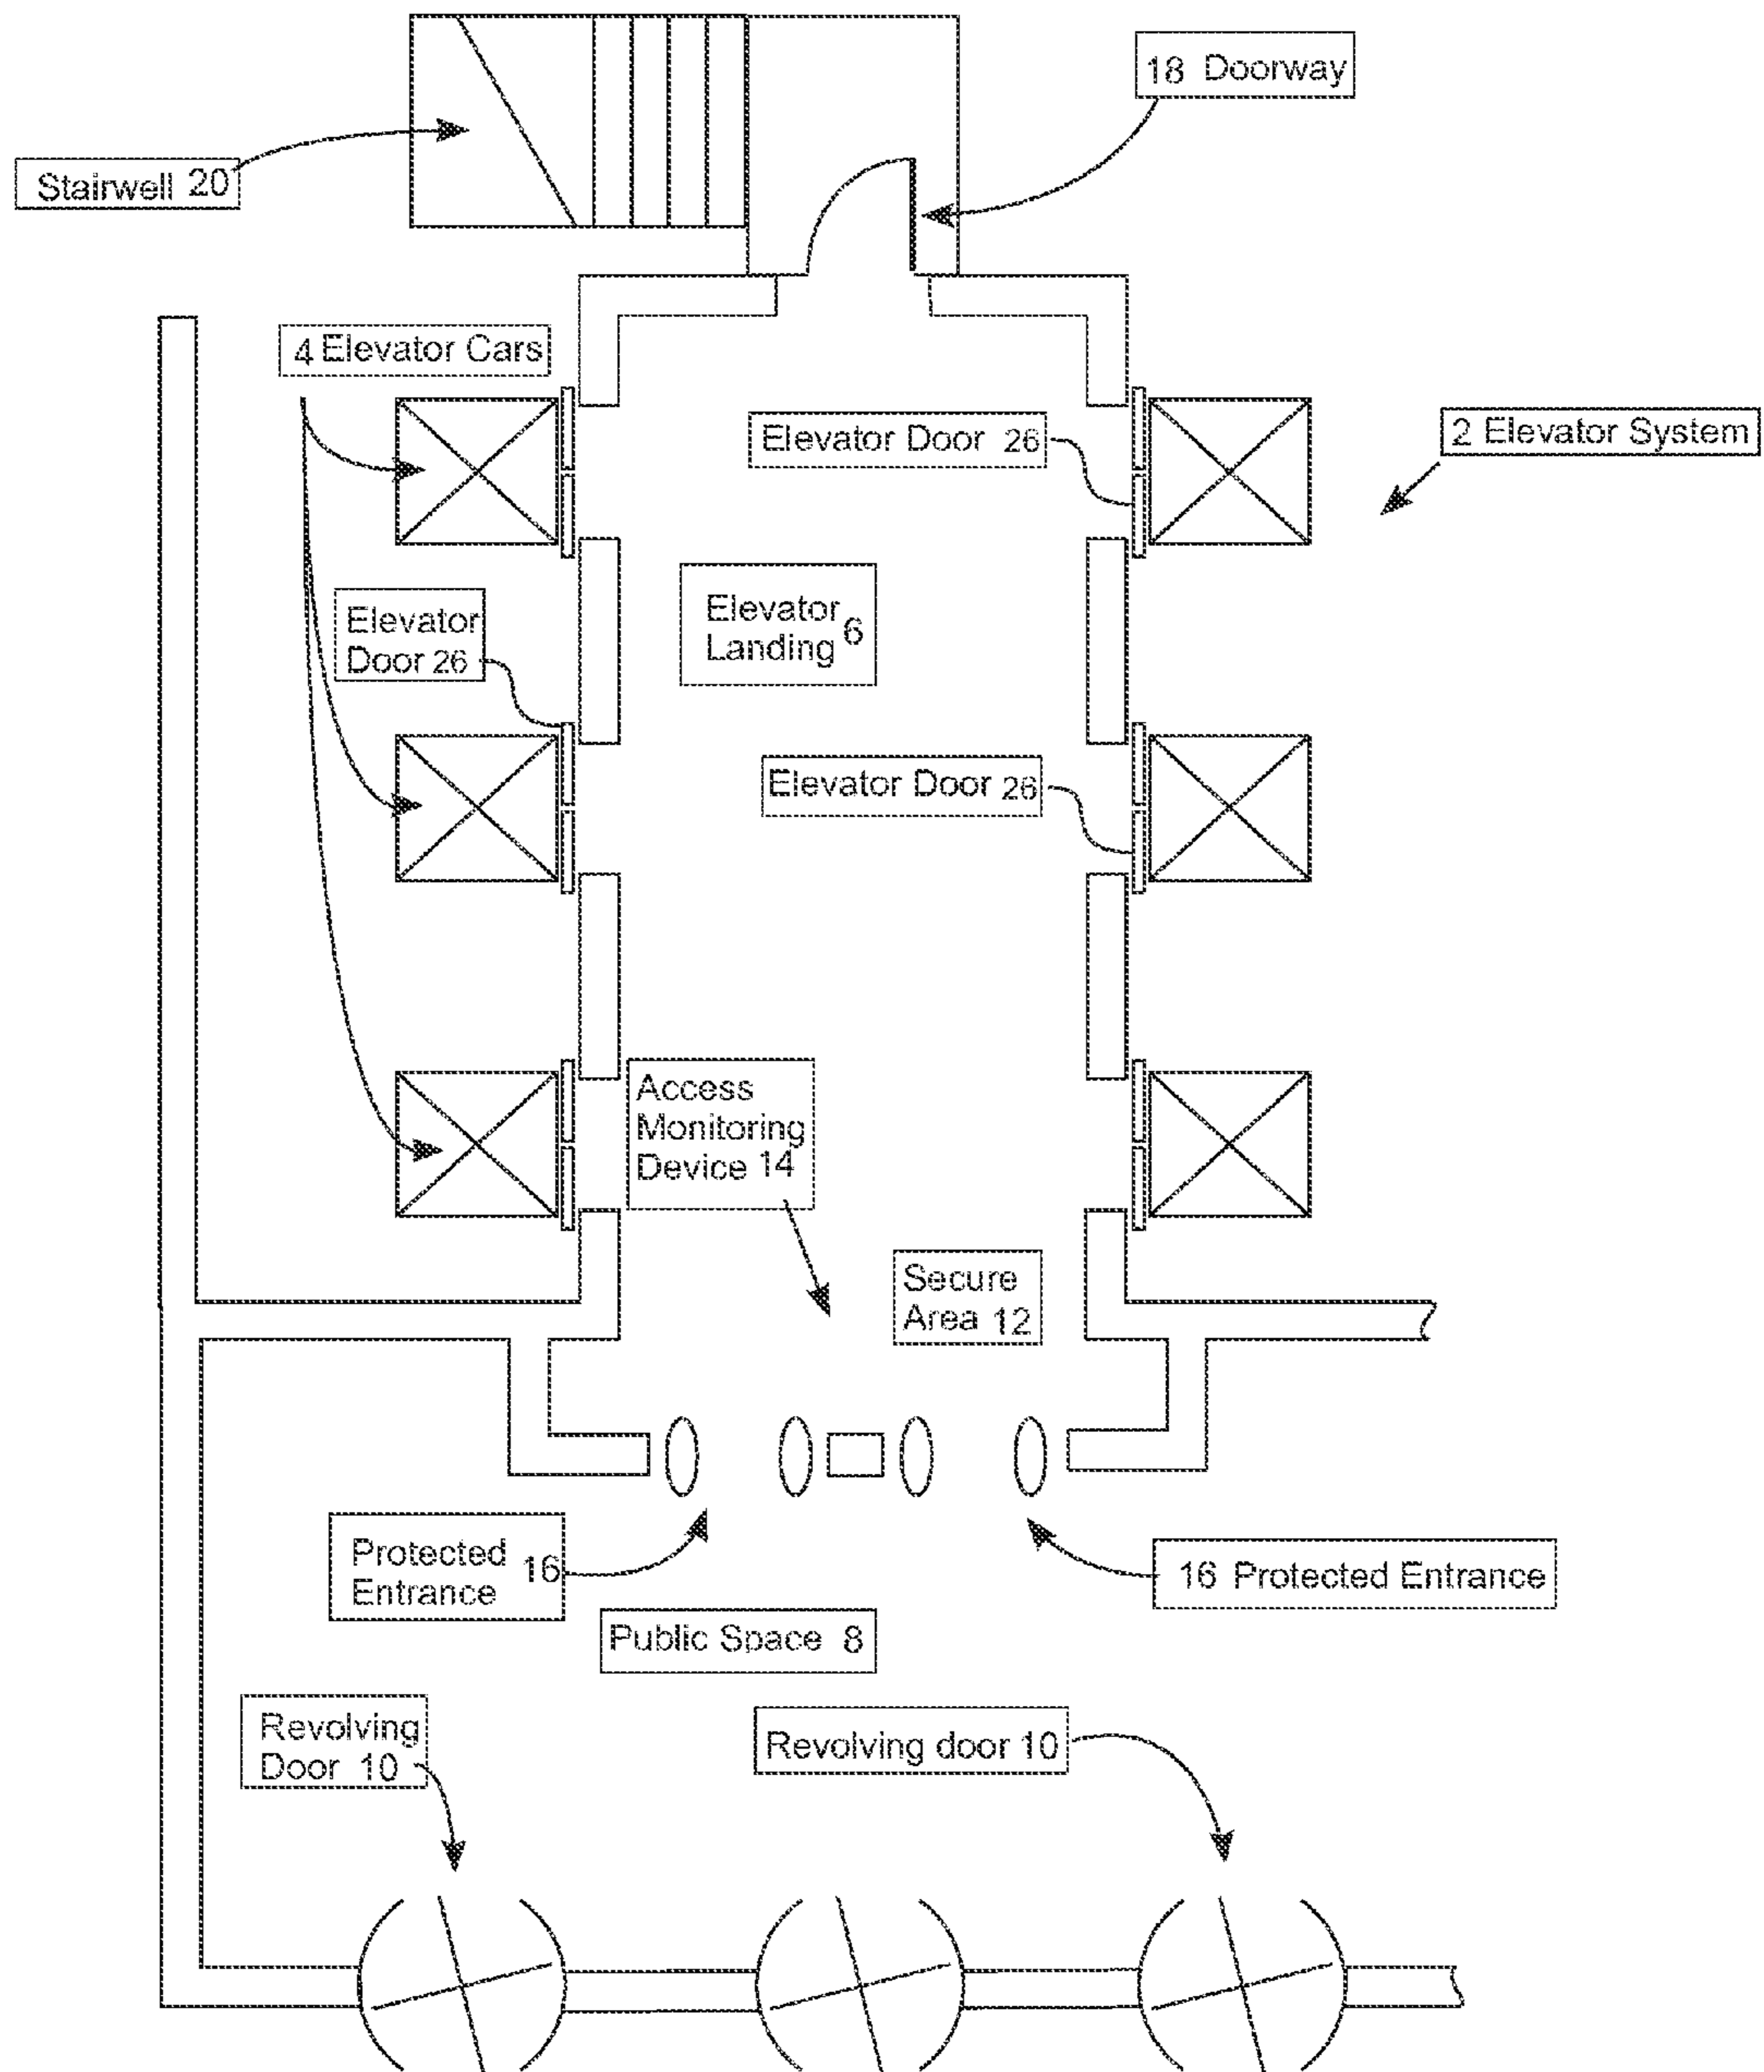 18 Doorway
Stairwell 20
4 Elevator Cars
Elevator Door 26
2 Elevator System
Elevator
Door 26
Elevator
Landing 6
Elevator Door 26
Access
Monitoring
Device 14
Secure
Area 12
Protected
Entrance 16
16 Protected Entrance
Public Space 8
Revolving
Door 10
Revolving door 10